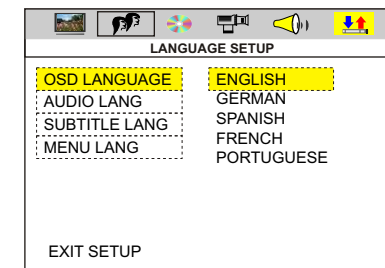 LANGUAGE SETUP
OSD LANGUAGE
AUDIO LANG
SUBTITLE LANG
MENU LANG
ENGLISH
GERMAN
SPANISH
FRENCH
PORTUGUESE
EXIT SETUP